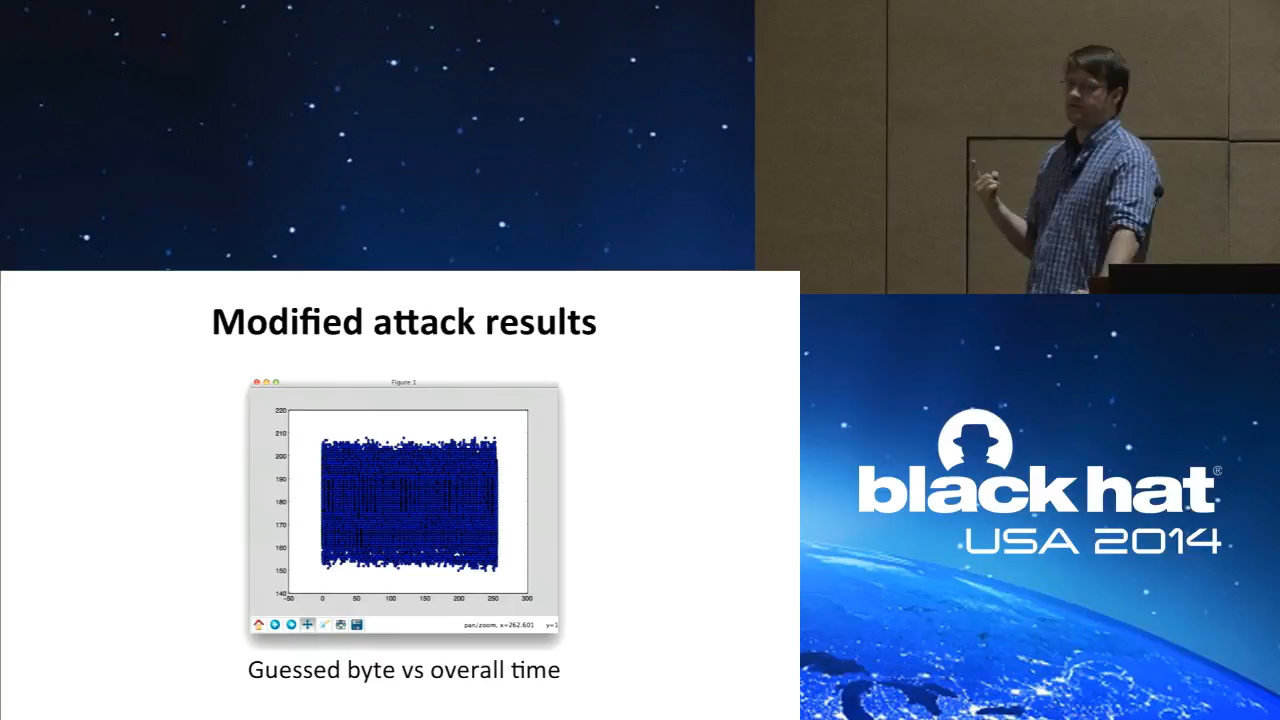 Modified attack results
Figure 1
220
210
200
190
180
170
160
150
140
-50 0 50 100 150 200 250 300
pan/zoom, x=262.601 y=1
Guessed byte vs overall time
black hat®
USA 2014